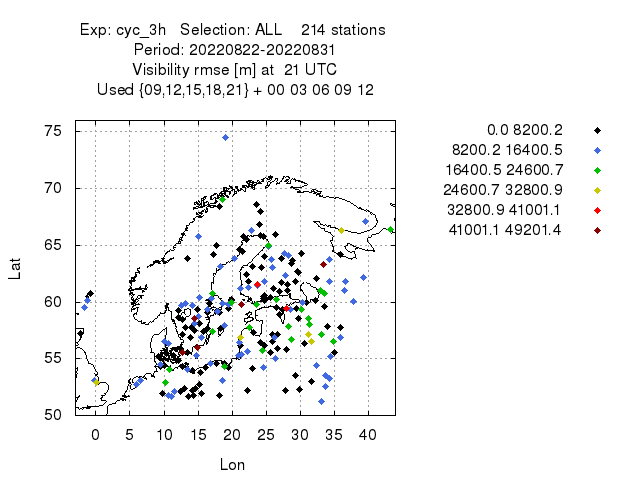 Exp: cyc_3h   Selection: ALL    214 stations
Period: 20220822-20220831
Visibility rmse [m] at  21 UTC
Used {09,12,15,18,21} + 00 03 06 09 12
0.0 8200.2
8200.2 16400.5
16400.5 24600.7
24600.7 32800.9
32800.9 41001.1
41001.1 49201.4
75
70
65
60
55
50
Lat
0 5 10 15 20 25 30 35 40
Lon